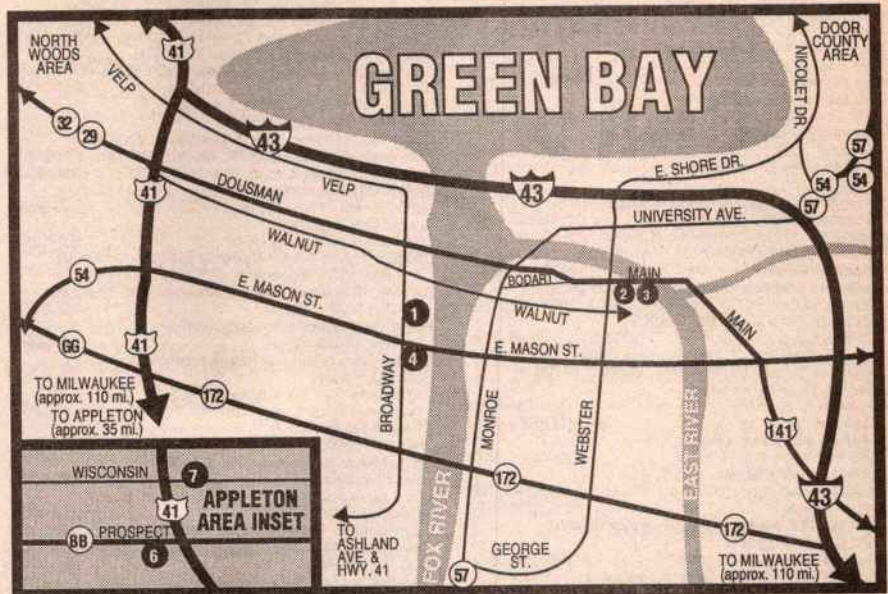 NORTH
WOODS
AREA
VELP
41
GREEN BAY
DOOR
COUNTY
AREA
NICOLET DR.
32
29
43
57
54
54
57
E. SHORE DR.
VELP
43
41
DOUSMAN
UNIVERSITY AVE.
WALNUT
BODART
MAIN
2
3
54
E. MASON ST.
1
WALNUT
MAIN
41
4
E. MASON ST.
GG
TO MILWAUKEE
(approx. 110 mi.)
TO APPLETON
(approx. 35 mi.)
172
BROADWAY
MONROE
WEBSTER
EAST RIVER
141
FOX RIVER
172
43
172
WISCONSIN
7
41
APPLETON
AREA INSET
BB
PROSPECT
6
TO
ASHLAND
AVE. &
HWY. 41
57
GEORGE
ST.
TO MILWAUKEE
(approx. 110 mi.)